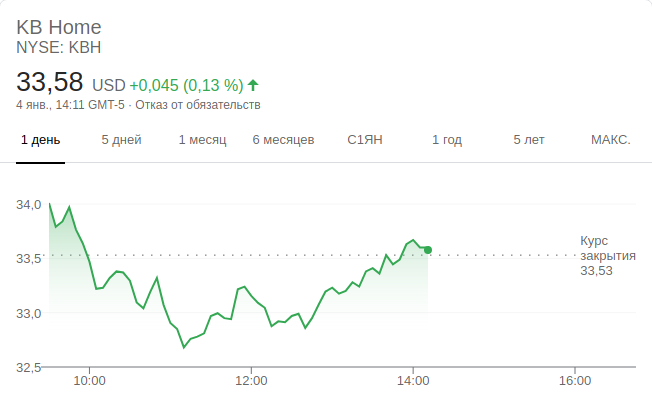 KB Home
NYSE: KBH
33,58 USD +0,045 (0,13 %)
4 янв., 14:11 GMT-5 · Отказ от обязательств
1 день 5 дней 1 месяц 6 месяцев С1ЯН 1 год 5 лет МАКС.
34,0
33,5
33,0
32,5
Курс
закрытия
33,53
10:00 12:00 14:00 16:00